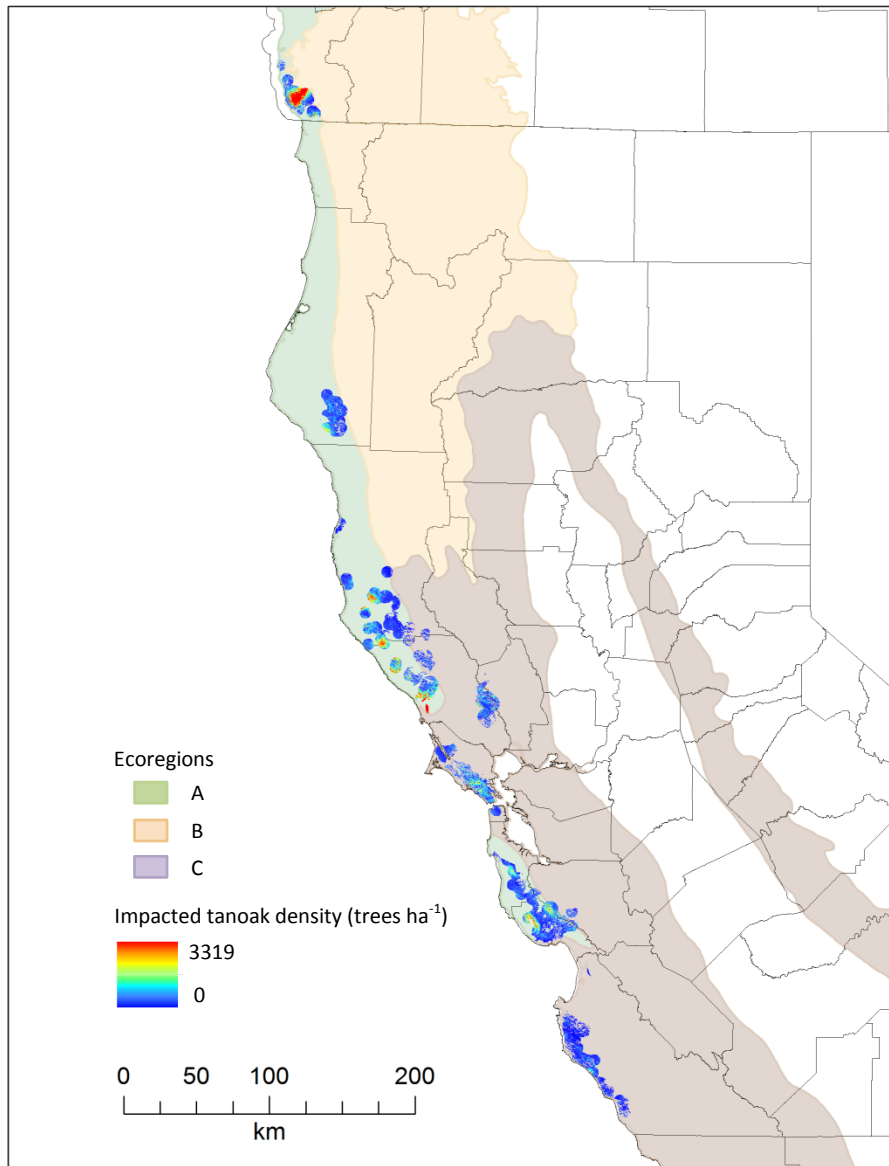 Ecoregions
A
B
C
Impacted tanoak density (trees ha⁻¹)
3319
0
0 50 100 200
km